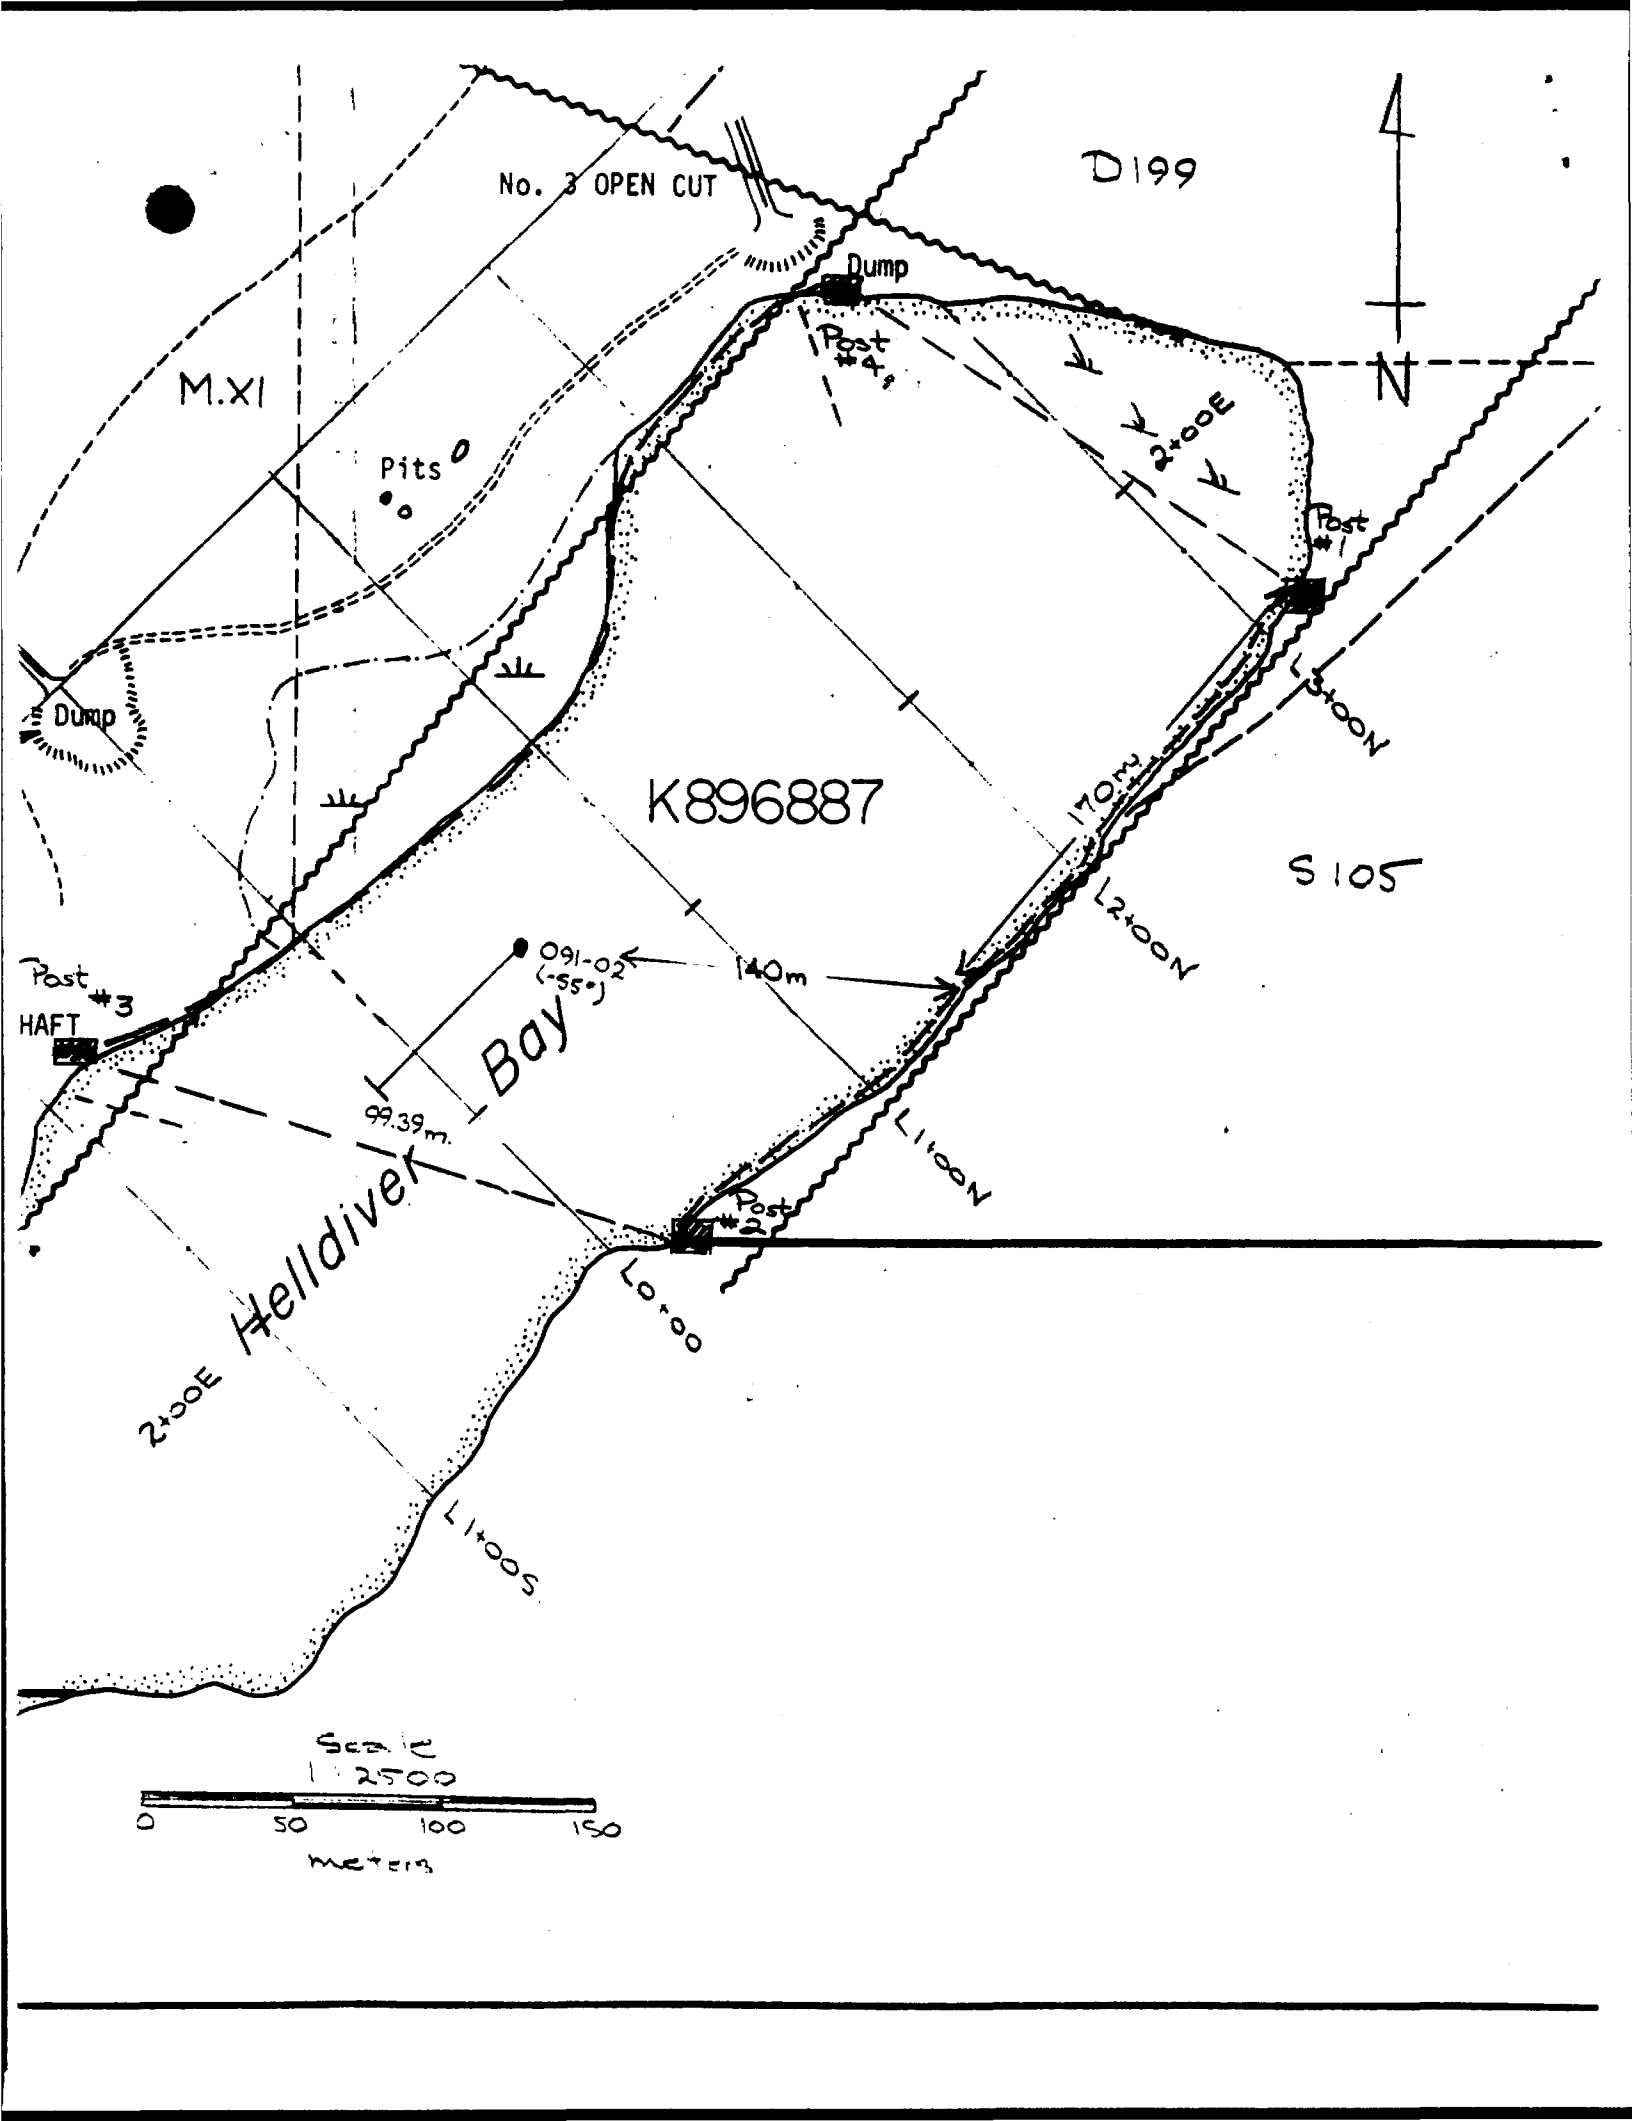 D199
No. 3 OPEN CUT
Dump
Post
#4
N
M.XI
2+00E
Pits
Post
#1
L3+00N
Dump
170m
K896887
S 105
L2+00N
091-02
(-55°)
140m
Post
#3
HAFT
Helldiver Bay
99.39m.
L1+00N
Post
#2
L0+00
2+00E
L1+00S
Scale
1:2500
0 50 100 150
meters